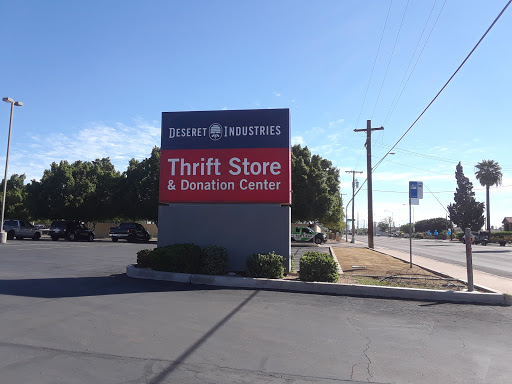 DESERET INDUSTRIES
Thrift Store
& Donation Center